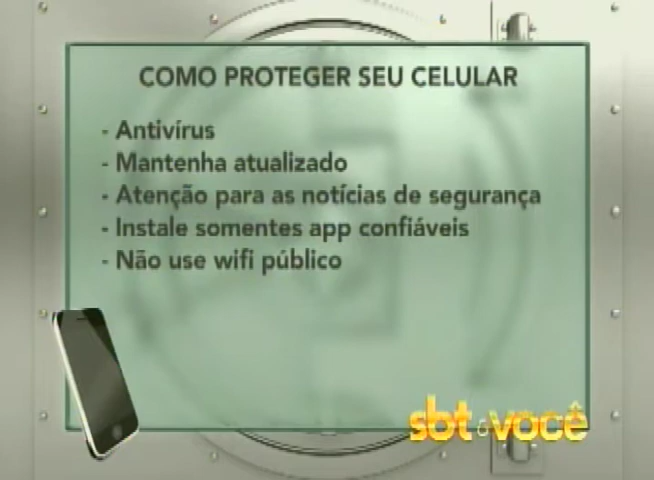 COMO PROTEGER SEU CELULAR
- Antivírus
- Mantenha atualizado
- Atenção para as notícias de segurança
- Instale somentes app confiáveis
- Não use wifi público
sbt e você